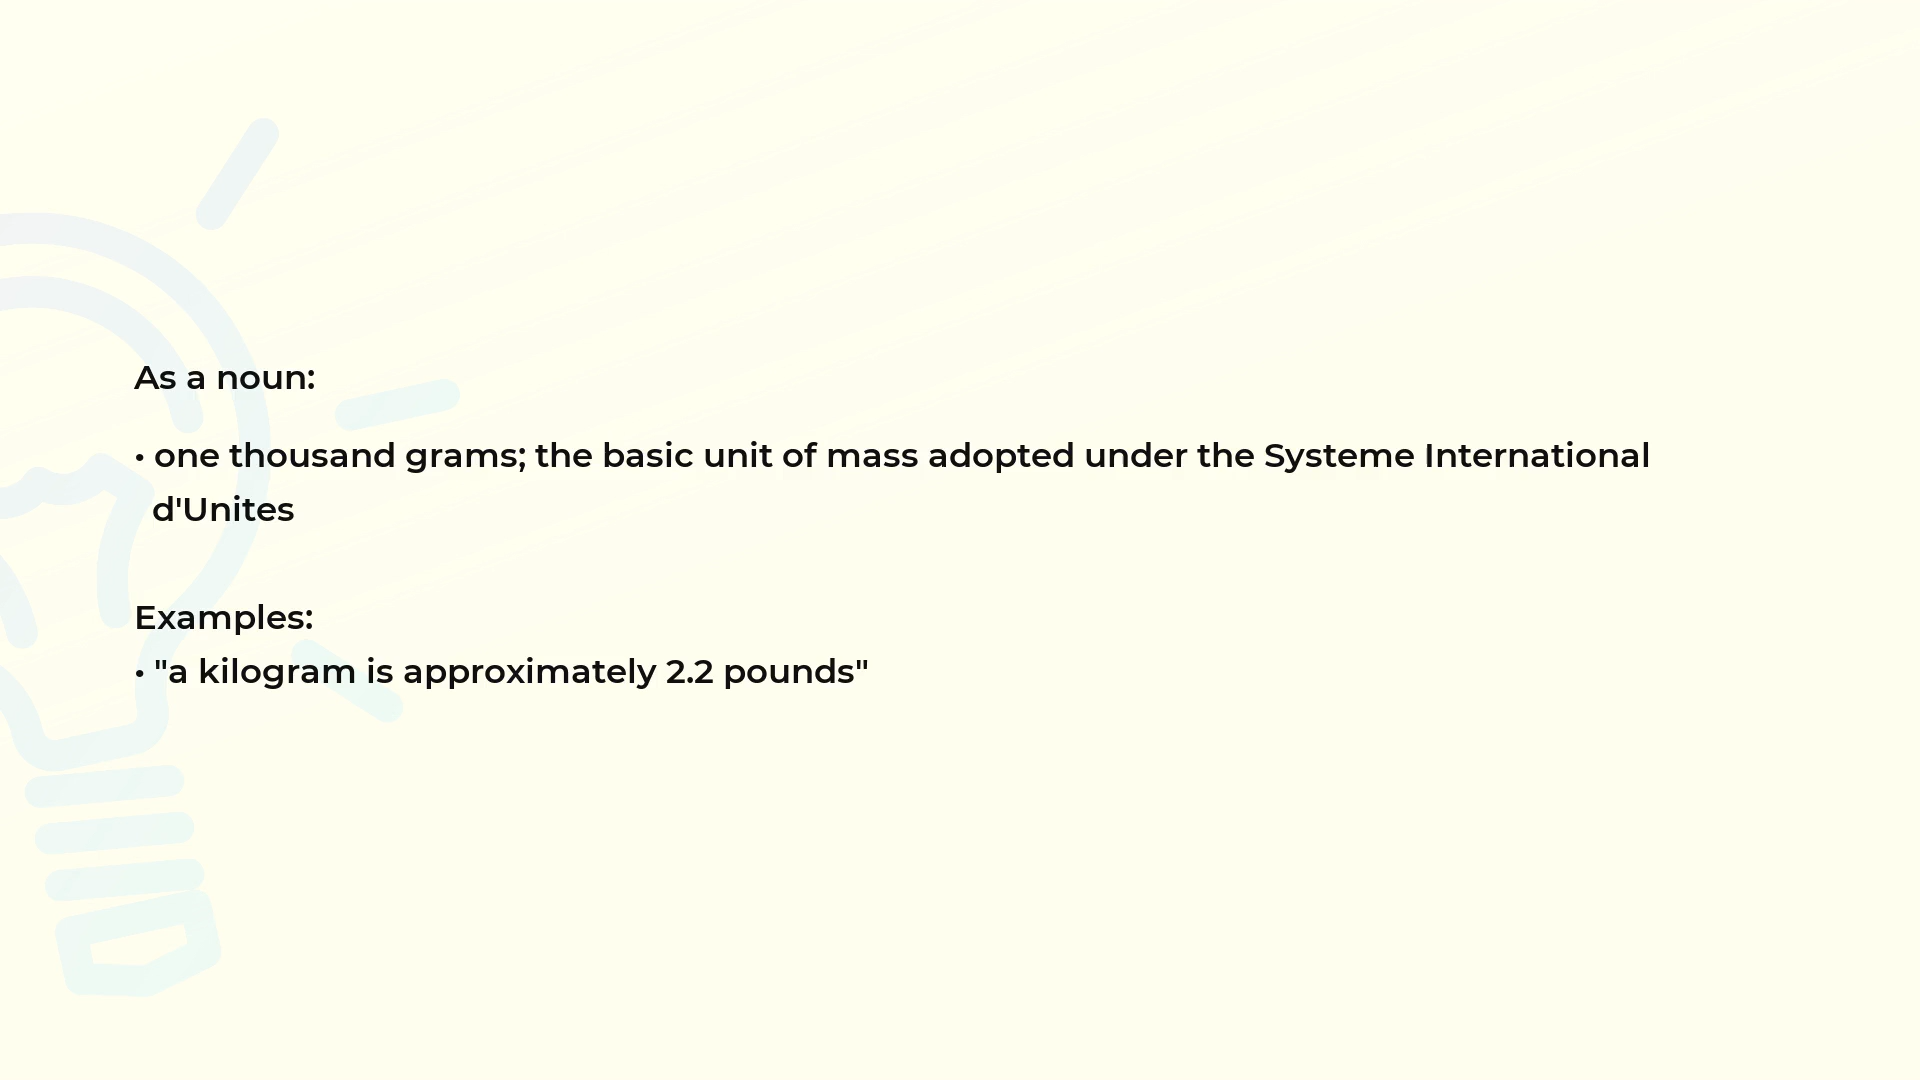 As a noun:
• one thousand grams; the basic unit of mass adopted under the Systeme International
d'Unites
Examples:
• "a kilogram is approximately 2.2 pounds"